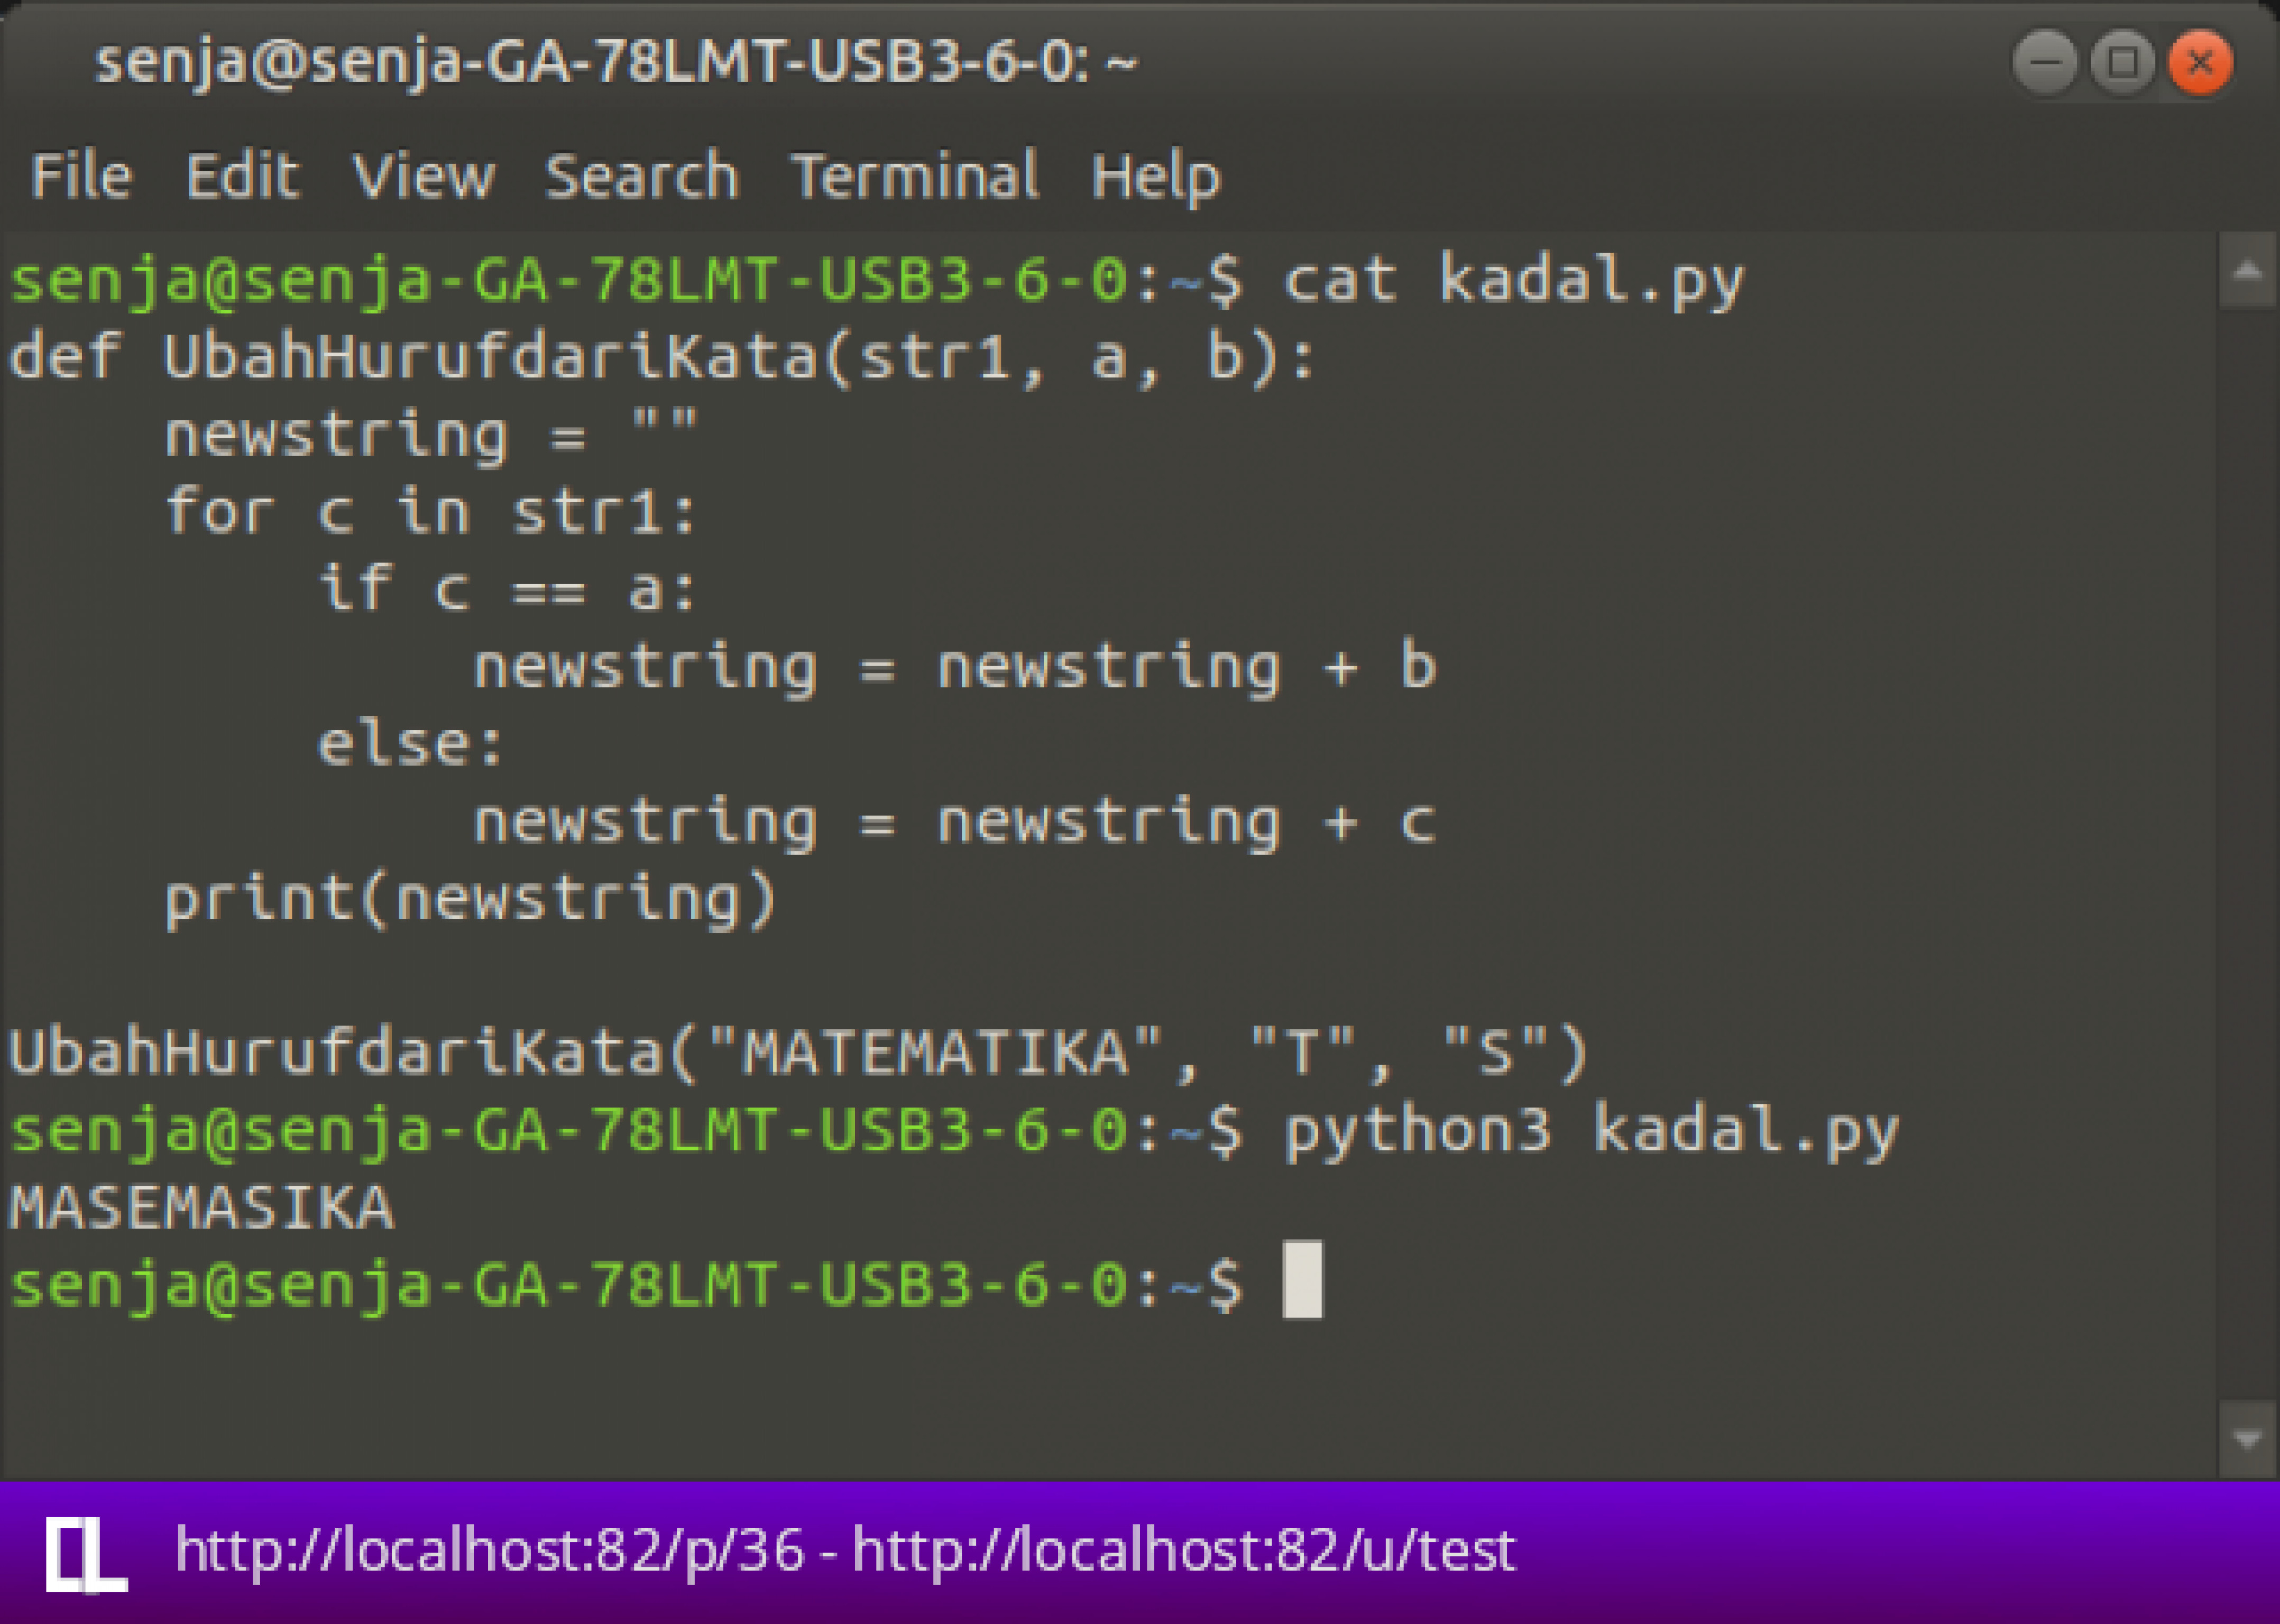 senja@senja-GA-78LMT-USB3-6-0: ~
File Edit View Search Terminal Help
senja@senja-GA-78LMT-USB3-6-0:~$ cat kadal.py
def UbahHurufdariKata(str1, a, b):
    newstring = ""
    for c in str1:
        if c == a:
            newstring = newstring + b
        else:
            newstring = newstring + c
    print(newstring)

UbahHurufdariKata("MATEMATIKA", "T", "S")
senja@senja-GA-78LMT-USB3-6-0:~$ python3 kadal.py
MASEMASIKA
senja@senja-GA-78LMT-USB3-6-0:~$
http://localhost:82/p/36 - http://localhost:82/u/test